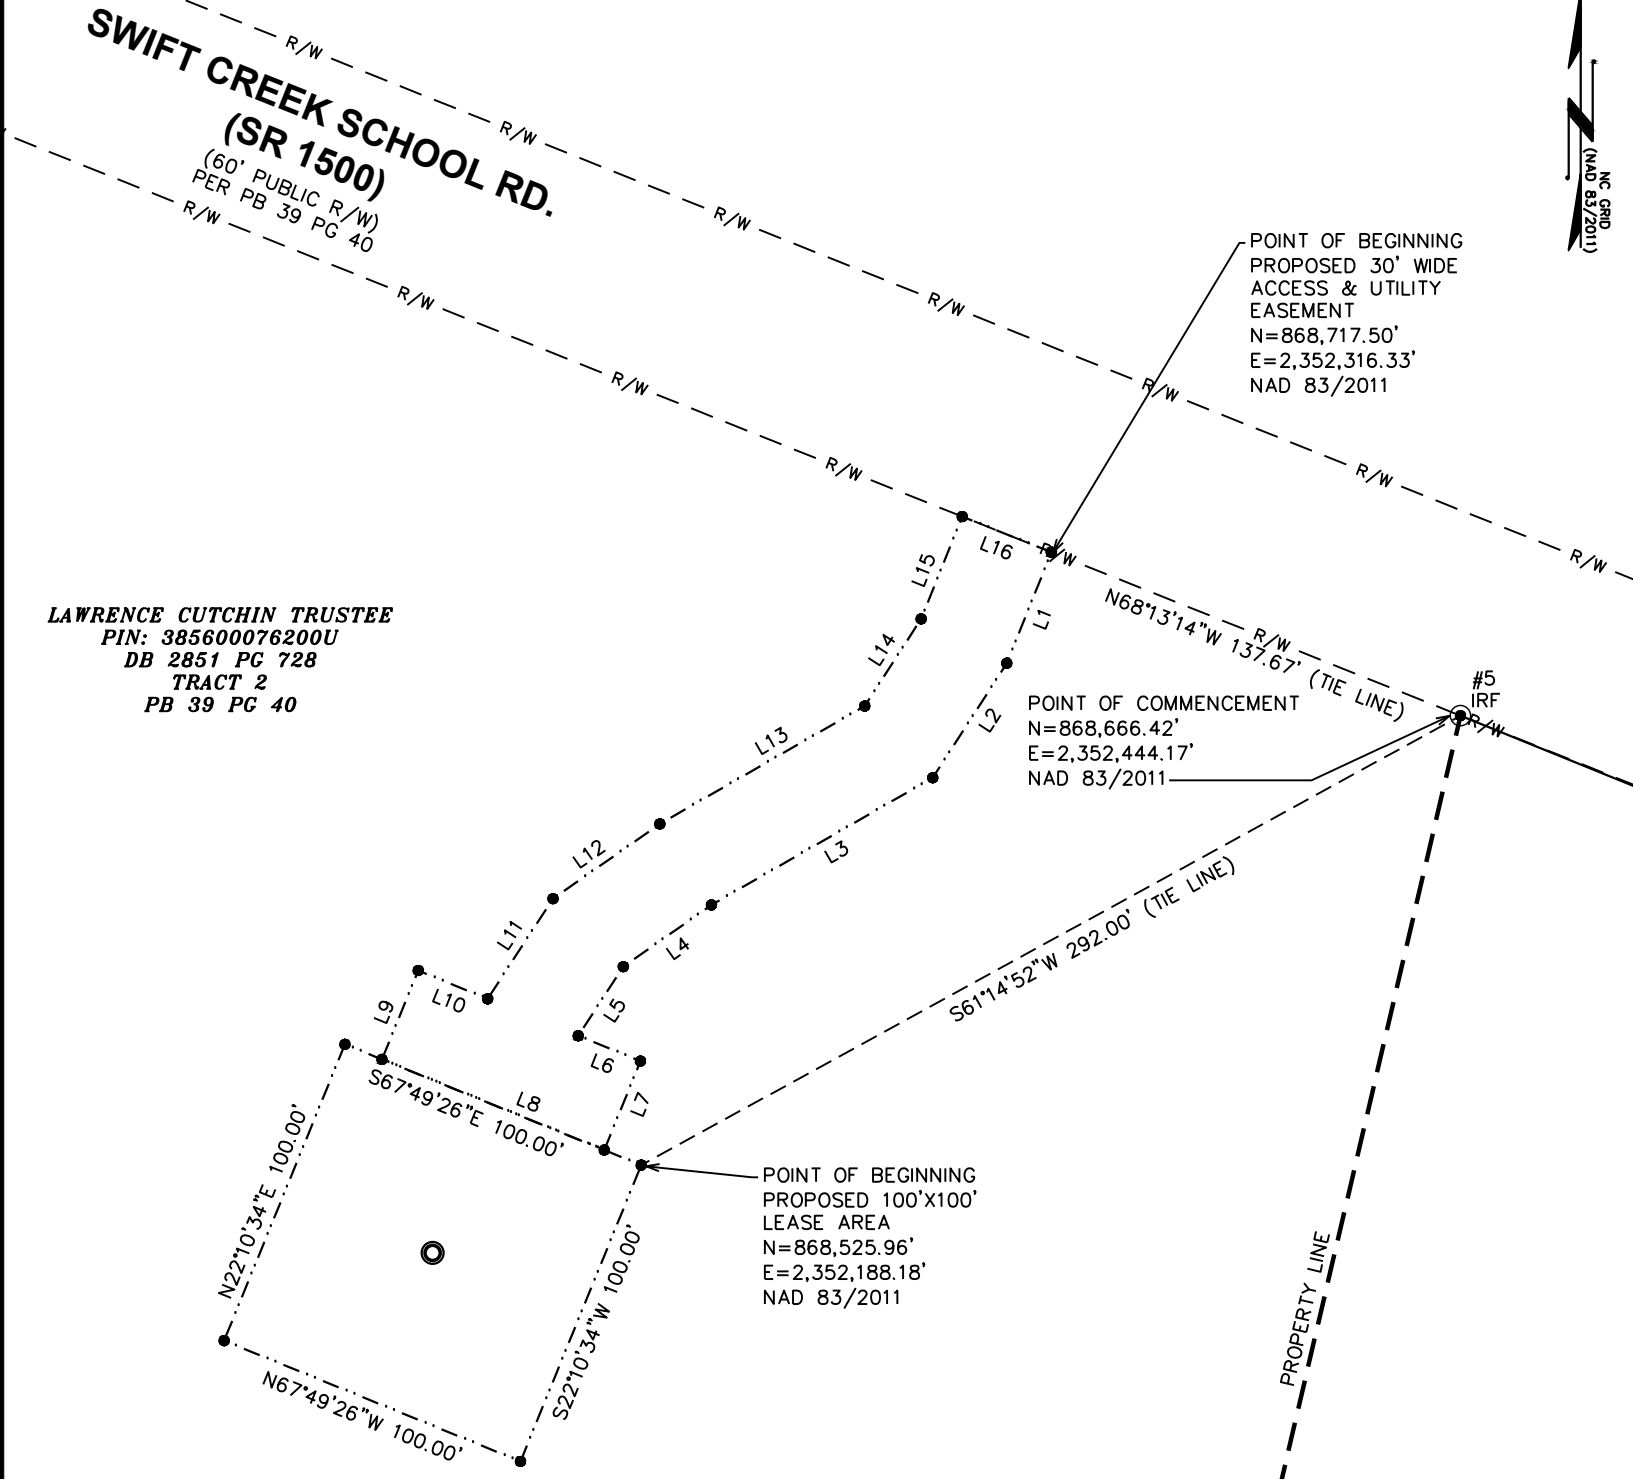 SWIFT CREEK SCHOOL RD.
(SR 1500)
(60' PUBLIC R/W)
PER PB 39 PG 40
R/W
R/W
R/W
R/W
R/W
R/W
R/W
R/W
R/W
R/W
R/W
R/W
R/W
R/W
NC GRID
(NAD 83/2011)
POINT OF BEGINNING
PROPOSED 30' WIDE
ACCESS & UTILITY
EASEMENT
N=868,717.50'
E=2,352,316.33'
NAD 83/2011
LAWRENCE CUTCHIN TRUSTEE
PIN: 385600076200U
DB 2851 PG 728
TRACT 2
PB 39 PG 40
L16
L15
L1
L14
L2
L13
L3
L12
L4
L11
L5
L10
L9
L6
L7
L8
N68°13'14"W 137.67' (TIE LINE)
#5
IRF
POINT OF COMMENCEMENT
N=868,666.42'
E=2,352,444.17'
NAD 83/2011
S61°14'52"W 292.00' (TIE LINE)
S67°49'26"E 100.00'
N22°10'34"E 100.00'
S22°10'34"W 100.00'
N67°49'26"W 100.00'
POINT OF BEGINNING
PROPOSED 100'X100'
LEASE AREA
N=868,525.96'
E=2,352,188.18'
NAD 83/2011
PROPERTY LINE